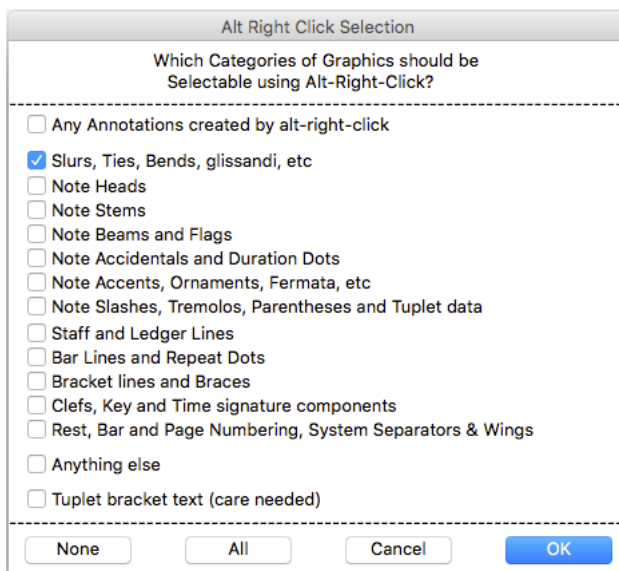 Alt Right Click Selection
Which Categories of Graphics should be
Selectable using Alt-Right-Click?
Any Annotations created by alt-right-click
Slurs, Ties, Bends, glissandi, etc
Note Heads
Note Stems
Note Beams and Flags
Note Accidentals and Duration Dots
Note Accents, Ornaments, Fermata, etc
Note Slashes, Tremolos, Parentheses and Tuplet data
Staff and Ledger Lines
Bar Lines and Repeat Dots
Bracket lines and Braces
Clefs, Key and Time signature components
Rest, Bar and Page Numbering, System Separators & Wings
Anything else
Tuplet bracket text (care needed)
None All Cancel OK